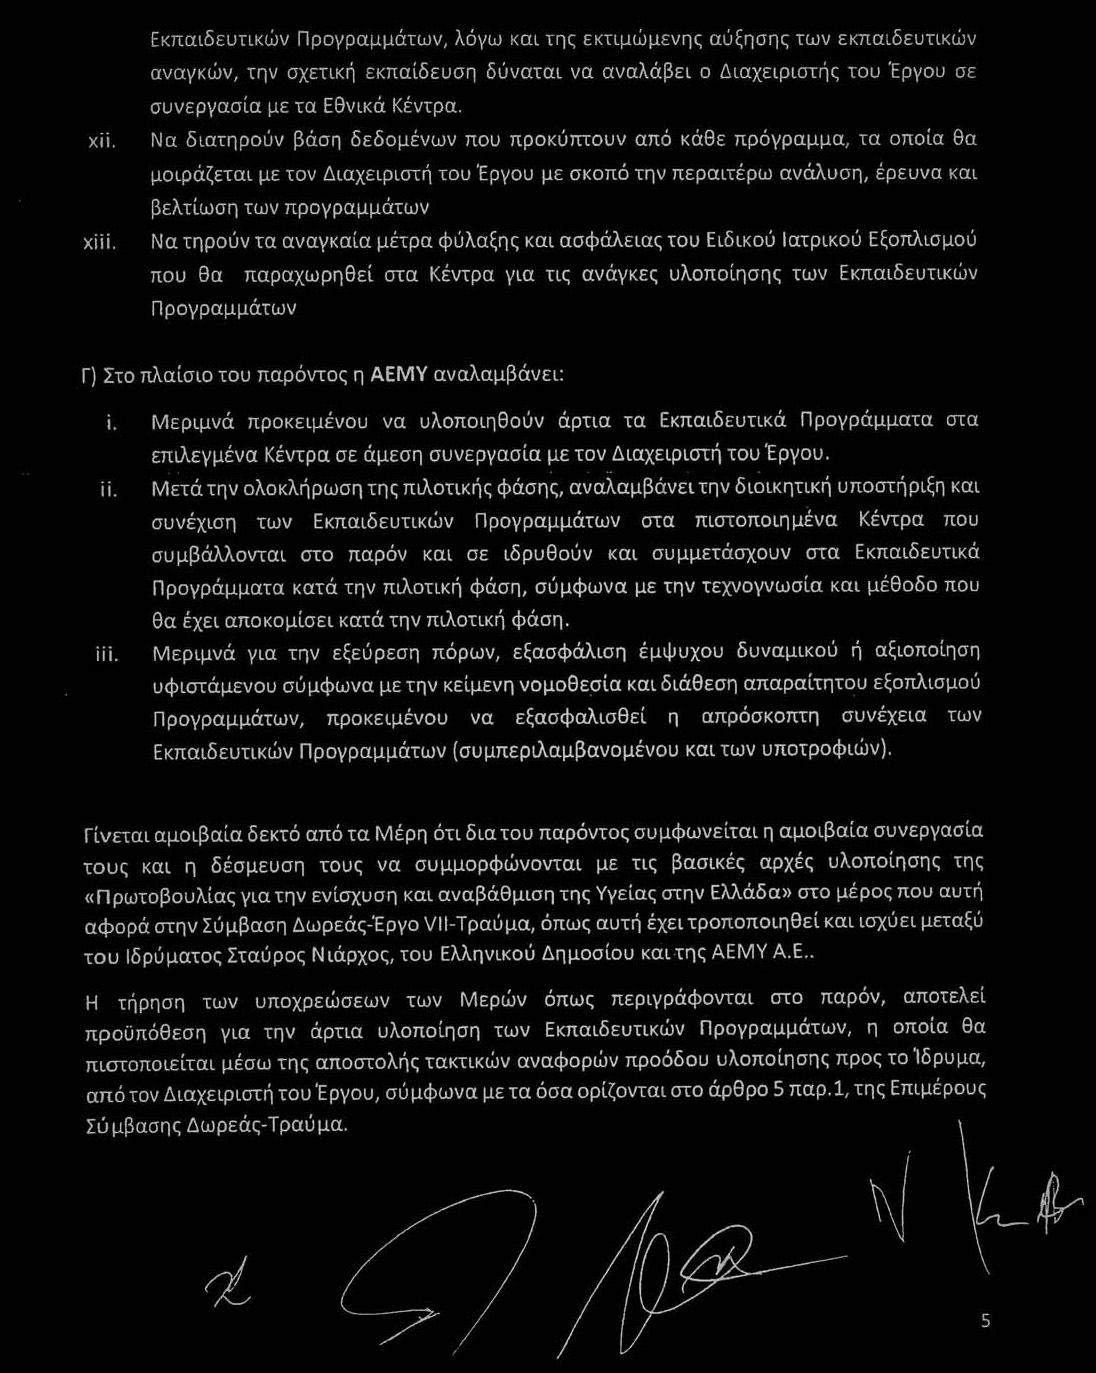 Εκπαιδευτικών Προγραμμάτων, λόγω και της εκτιμώμενης αύξησης των εκπαιδευτικών
αναγκών, την σχετική εκπαίδευση δύναται να αναλάβει ο Διαχειριστής του Έργου σε
συνεργασία με τα Εθνικά Κέντρα.
xii. Να διατηρούν βάση δεδομένων που προκύπτουν από κάθε πρόγραμμα, τα οποία θα
μοιράζεται με τον Διαχειριστή του Έργου με σκοπό την περαιτέρω ανάλυση, έρευνα και
βελτίωση των προγραμμάτων
xiii. Να τηρούν τα αναγκαία μέτρα φύλαξης και ασφάλειας του Ειδικού Ιατρικού Εξοπλισμού
που θα παραχωρηθεί στα Κέντρα για τις ανάγκες υλοποίησης των Εκπαιδευτικών
Προγραμμάτων
Γ) Στο πλαίσιο του παρόντος η ΑΕΜΥ αναλαμβάνει:
i. Μεριμνά προκειμένου να υλοποιηθούν άρτια τα Εκπαιδευτικά Προγράμματα στα
επιλεγμένα Κέντρα σε άμεση συνεργασία με τον Διαχειριστή του Έργου.
ii. Μετά την ολοκλήρωση της πιλοτικής φάσης, αναλαμβάνει την διοικητική υποστήριξη και
συνέχιση των Εκπαιδευτικών Προγραμμάτων στα πιστοποιημένα Κέντρα που
συμβάλλονται στο παρόν και σε ιδρυθούν και συμμετάσχουν στα Εκπαιδευτικά
Προγράμματα κατά την πιλοτική φάση, σύμφωνα με την τεχνογνωσία και μέθοδο που
θα έχει αποκομίσει κατά την πιλοτική φάση.
iii. Μεριμνά για την εξεύρεση πόρων, εξασφάλιση έμψυχου δυναμικού ή αξιοποίηση
υφιστάμενου σύμφωνα με την κείμενη νομοθεσία και διάθεση απαραίτητου εξοπλισμού
Προγραμμάτων, προκειμένου να εξασφαλισθεί η απρόσκοπτη συνέχεια των
Εκπαιδευτικών Προγραμμάτων (συμπεριλαμβανομένου και των υποτροφιών).
Γίνεται αμοιβαία δεκτό από τα Μέρη ότι δια του παρόντος συμφωνείται η αμοιβαία συνεργασία
τους και η δέσμευση τους να συμμορφώνονται με τις βασικές αρχές υλοποίησης της
«Πρωτοβουλίας για την ενίσχυση και αναβάθμιση της Υγείας στην Ελλάδα» στο μέρος που αυτή
αφορά στην Σύμβαση Δωρεάς-Έργο VII-Τραύμα, όπως αυτή έχει τροποποιηθεί και ισχύει μεταξύ
του Ιδρύματος Σταύρος Νιάρχος, του Ελληνικού Δημοσίου και της ΑΕΜΥ Α.Ε..
Η τήρηση των υποχρεώσεων των Μερών όπως περιγράφονται στο παρόν, αποτελεί
προϋπόθεση για την άρτια υλοποίηση των Εκπαιδευτικών Προγραμμάτων, η οποία θα
πιστοποιείται μέσω της αποστολής τακτικών αναφορών προόδου υλοποίησης προς το Ίδρυμα,
από τον Διαχειριστή του Έργου, σύμφωνα με τα όσα ορίζονται στο άρθρο 5 παρ.1, της Επιμέρους
Σύμβασης Δωρεάς-Τραύμα.
5